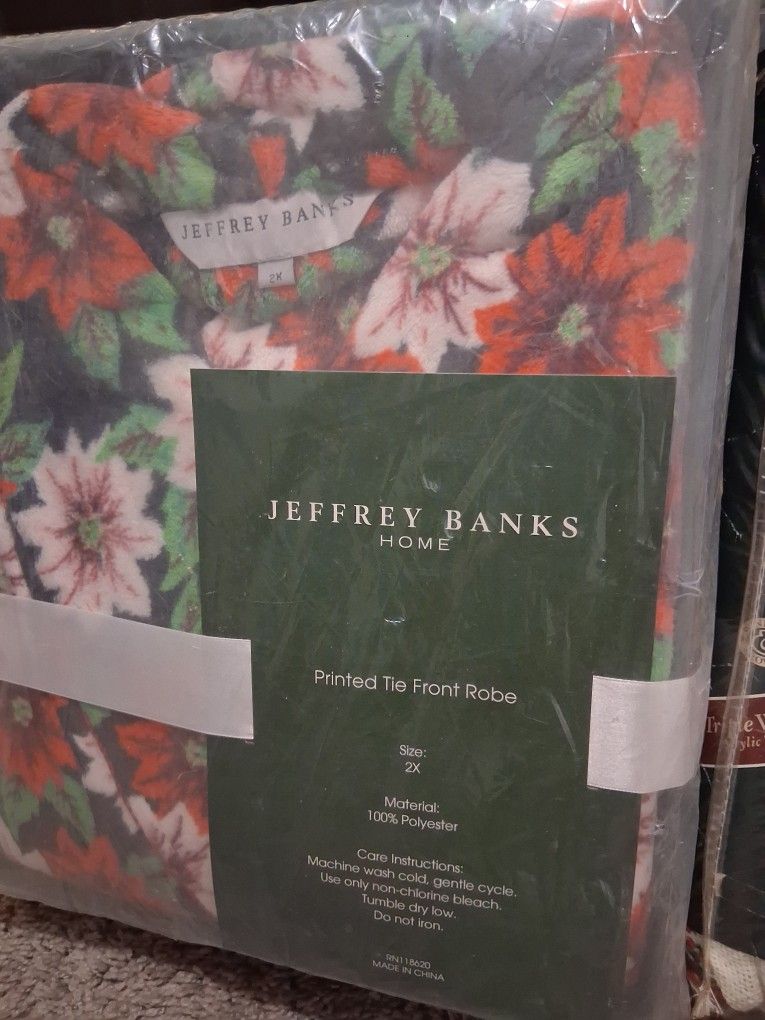 JEFFREY BANKS
2X
JEFFREY BANKS
HOME
Printed Tie Front Robe
Size:
2X
Material:
100% Polyester
Care Instructions:
Machine wash cold, gentle cycle.
Use only non-chlorine bleach.
Tumble dry low.
Do not iron.
RN118620
MADE IN CHINA